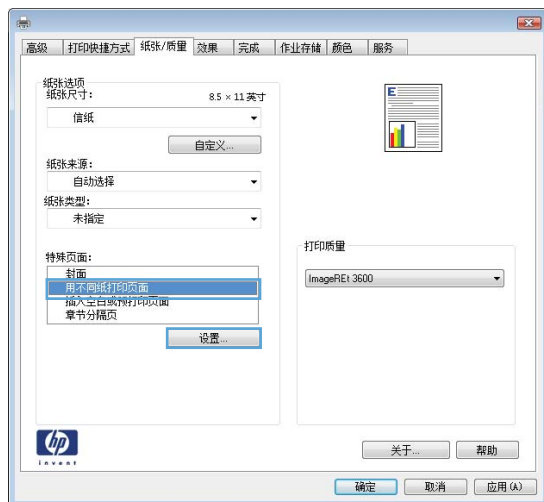 高级 打印快捷方式 纸张/质量 效果 完成 作业存储 颜色 服务
纸张选项
纸张尺寸: 8.5 × 11 英寸
信纸
自定义...
纸张来源:
自动选择
纸张类型:
未指定
特殊页面:
封面
用不同纸打印页面
插入空白或预打印页面
章节分隔页
设置...
E
打印质量
ImageREt 3600
hp
invent
关于... 帮助
确定 取消 应用 (A)